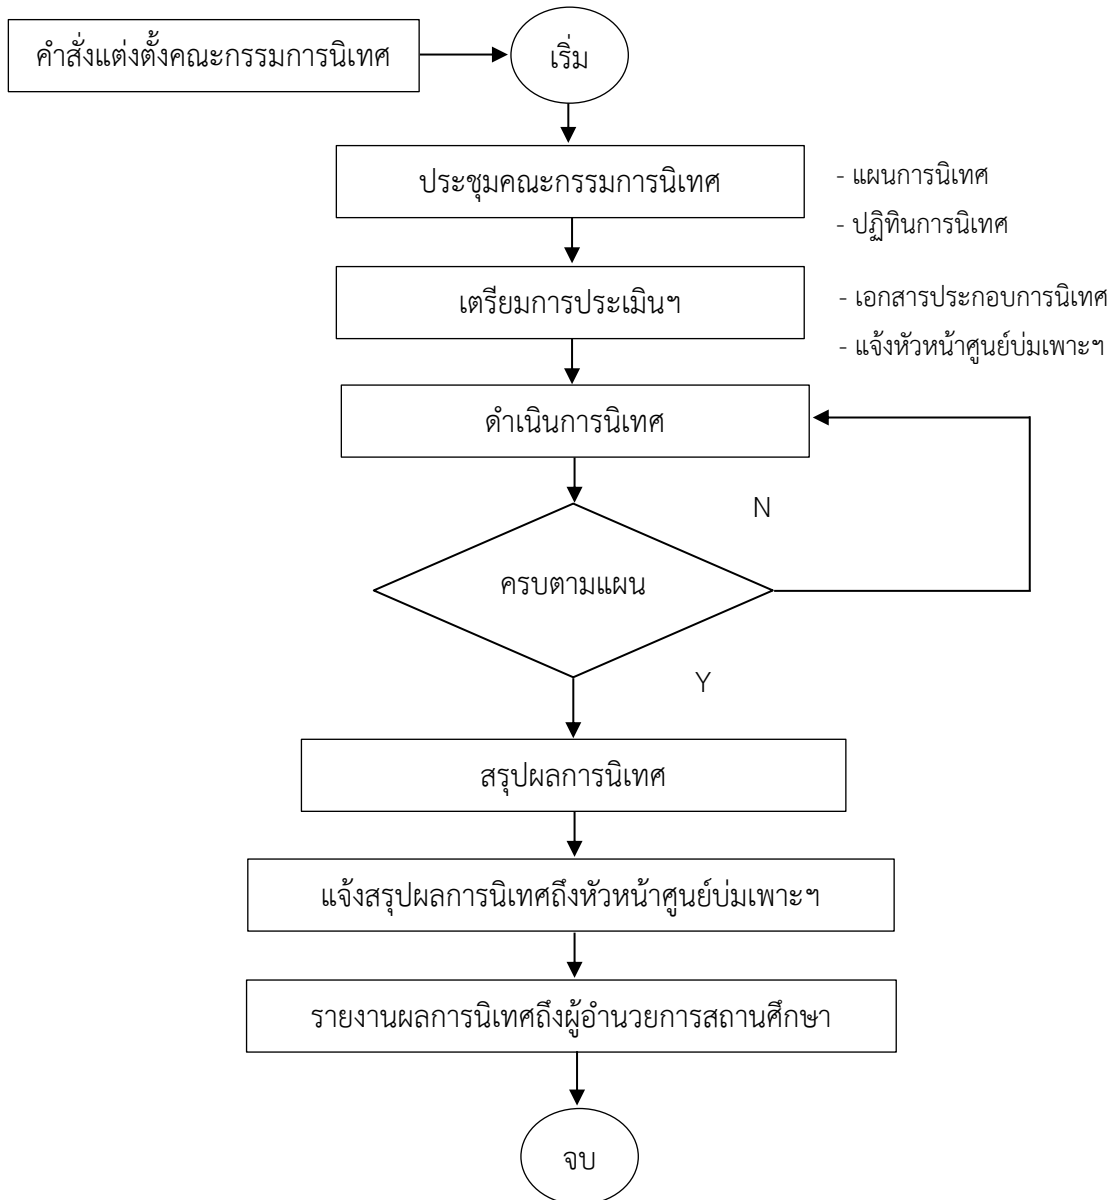 คำสั่งแต่งตั้งคณะกรรมการนิเทศ
เริ่ม
ประชุมคณะกรรมการนิเทศ
- แผนการนิเทศ
- ปฏิทินการนิเทศ
เตรียมการประเมินฯ
- เอกสารประกอบการนิเทศ
- แจ้งหัวหน้าศูนย์บ่มเพาะฯ
ดำเนินการนิเทศ
N
ครบตามแผน
Y
สรุปผลการนิเทศ
แจ้งสรุปผลการนิเทศถึงหัวหน้าศูนย์บ่มเพาะฯ
รายงานผลการนิเทศถึงผู้อำนวยการสถานศึกษา
จบ